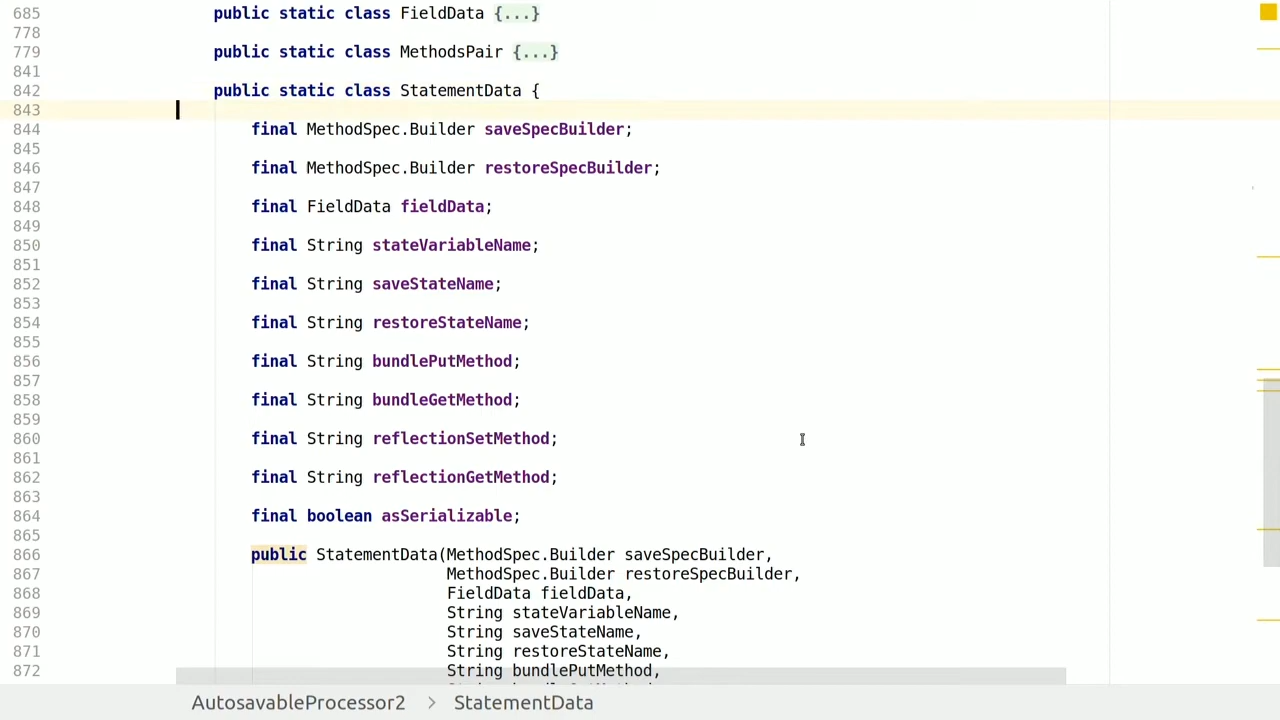 685 public static class FieldData {...}
778
779 public static class MethodsPair {...}
841
842 public static class StatementData {
843
844 final MethodSpec.Builder saveSpecBuilder;
845
846 final MethodSpec.Builder restoreSpecBuilder;
847
848 final FieldData fieldData;
849
850 final String stateVariableName;
851
852 final String saveStateName;
853
854 final String restoreStateName;
855
856 final String bundlePutMethod;
857
858 final String bundleGetMethod;
859
860 final String reflectionSetMethod;
861
862 final String reflectionGetMethod;
863
864 final boolean asSerializable;
865
866 public StatementData(MethodSpec.Builder saveSpecBuilder,
867 MethodSpec.Builder restoreSpecBuilder,
868 FieldData fieldData,
869 String stateVariableName,
870 String saveStateName,
871 String restoreStateName,
872 String bundlePutMethod,
AutosavableProcessor2 > StatementData